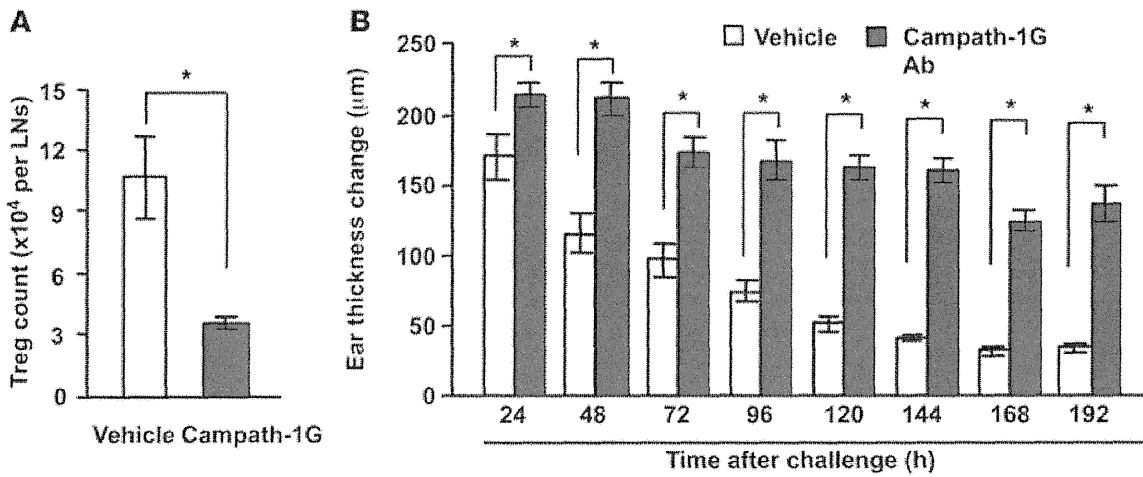 A
Treg count (x10⁴ per LNs)
15
12
9
6
3
0
*
Vehicle Campath-1G
B
Ear thickness change (μm)
250
200
150
100
50
0
Vehicle
Campath-1G
Ab
* * * * * * * *
24 48 72 96 120 144 168 192
Time after challenge (h)